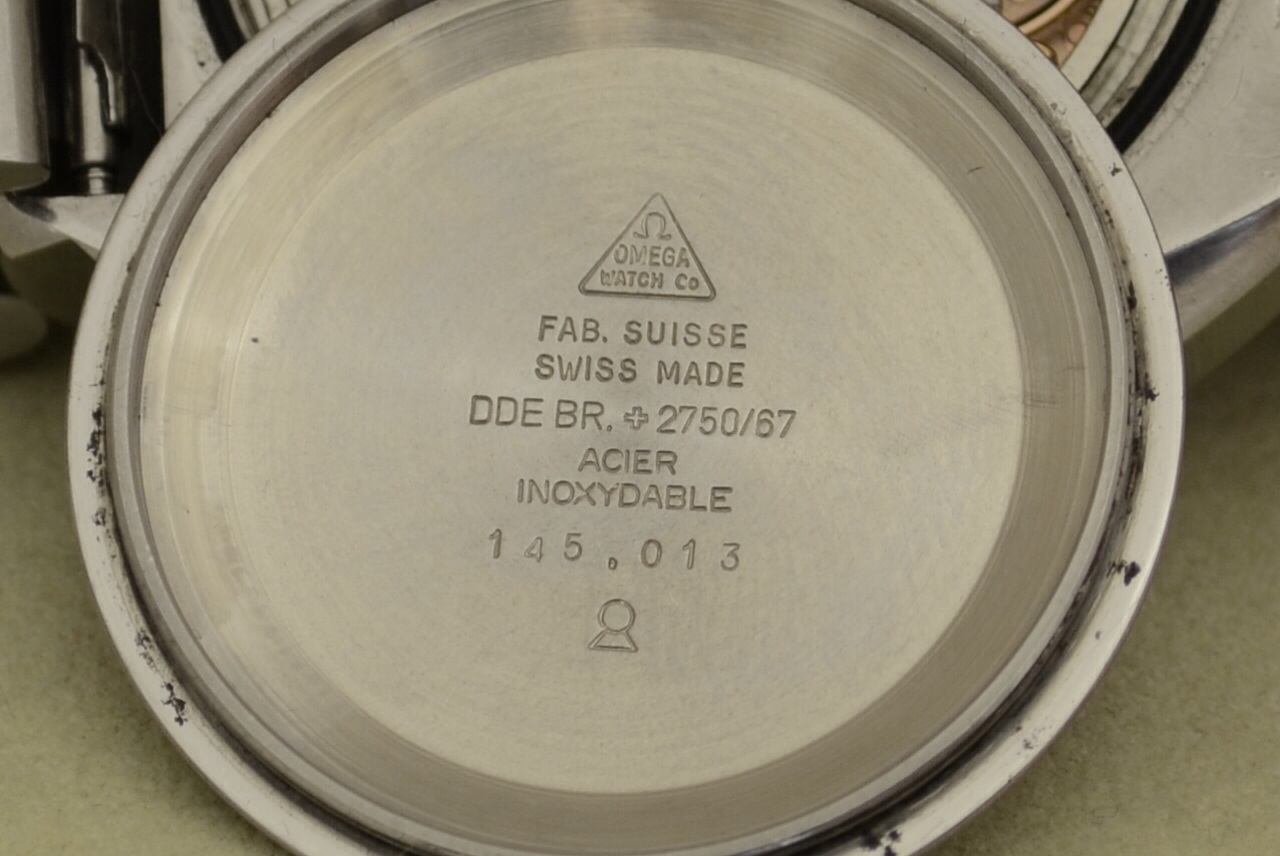 Ω
OMEGA
WATCH Co
FAB. SUISSE
SWISS MADE
DDE BR. ✚ 2750/67
ACIER
INOXYDABLE
145.013